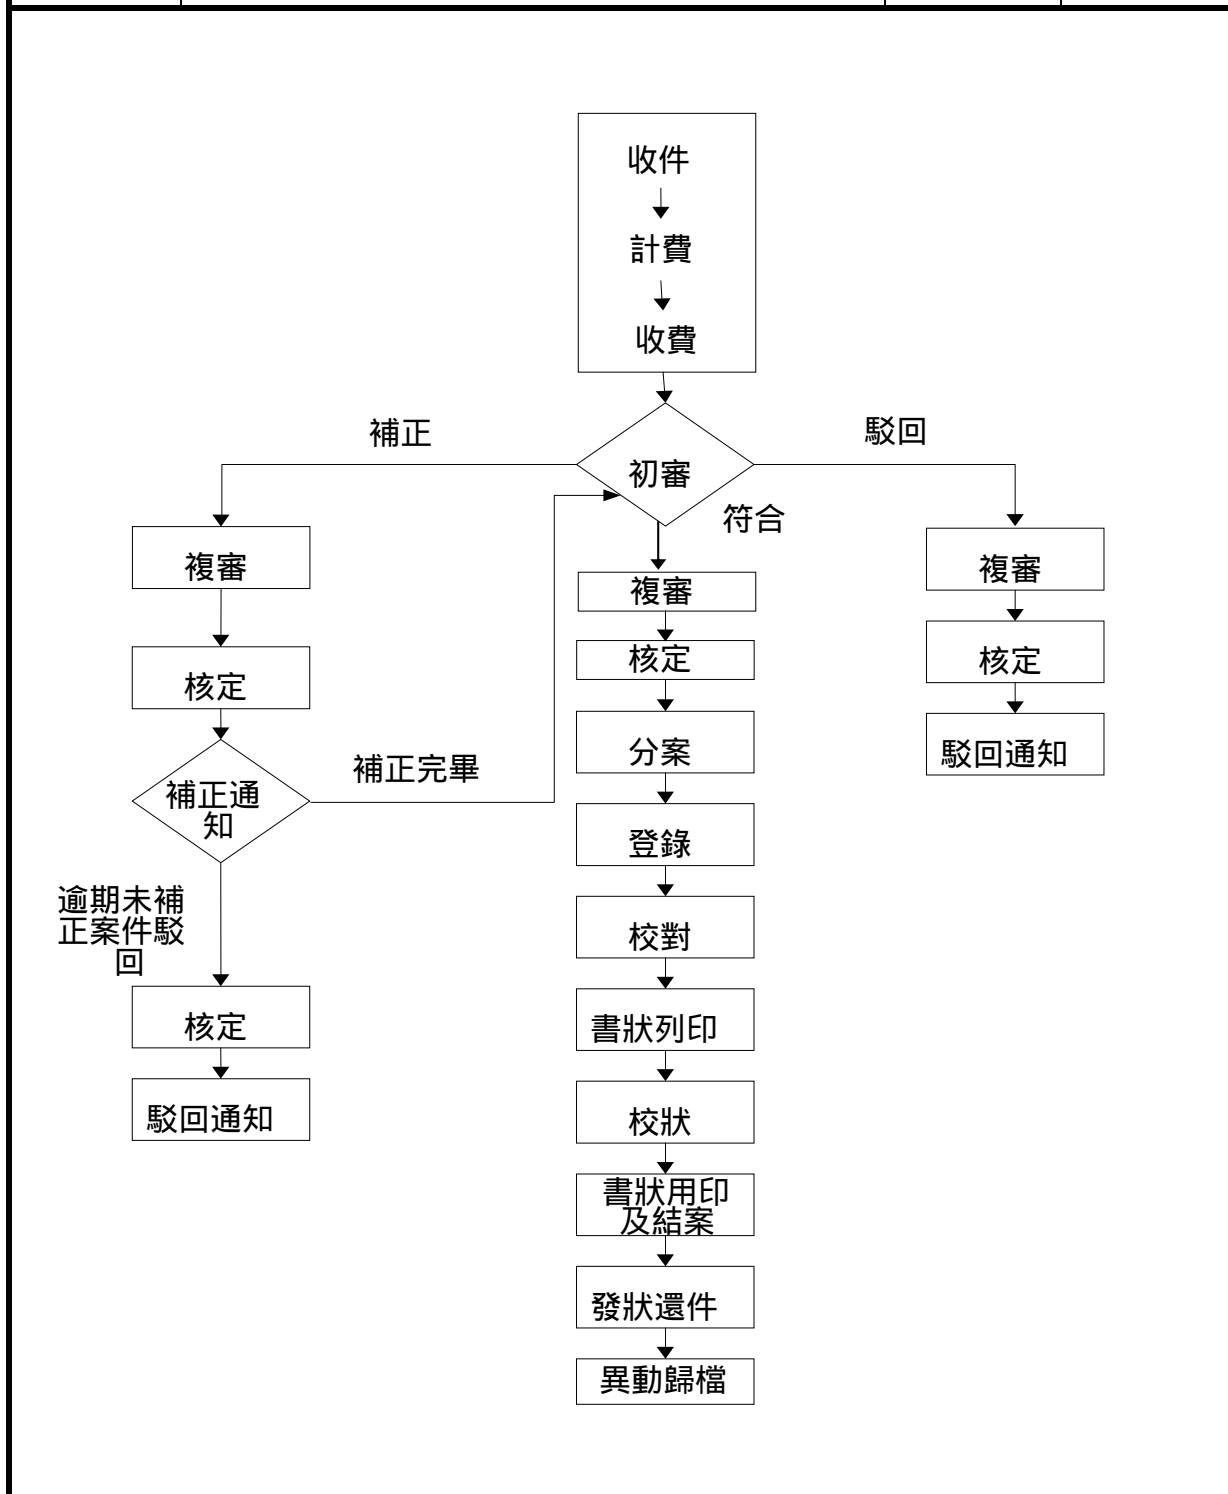 收件
計費
收費
補正
駁回
初審
符合
複審
複審
複審
核定
核定
核定
分案
駁回通知
補正完畢
補正通
知
登錄
逾期未補
正案件駁
回
校對
核定
書狀列印
駁回通知
校狀
書狀用印
及結案
發狀還件
異動歸檔